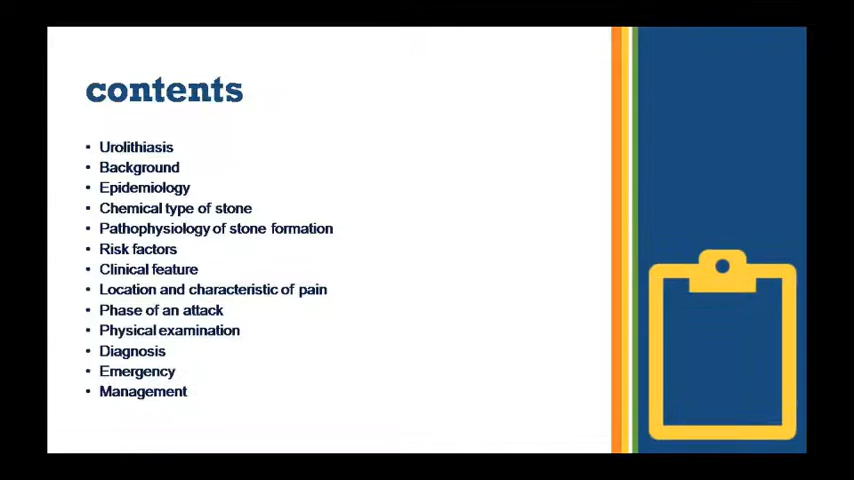 contents
• Urolithiasis
• Background
• Epidemiology
• Chemical type of stone
• Pathophysiology of stone formation
• Risk factors
• Clinical feature
• Location and characteristic of pain
• Phase of an attack
• Physical examination
• Diagnosis
• Emergency
• Management